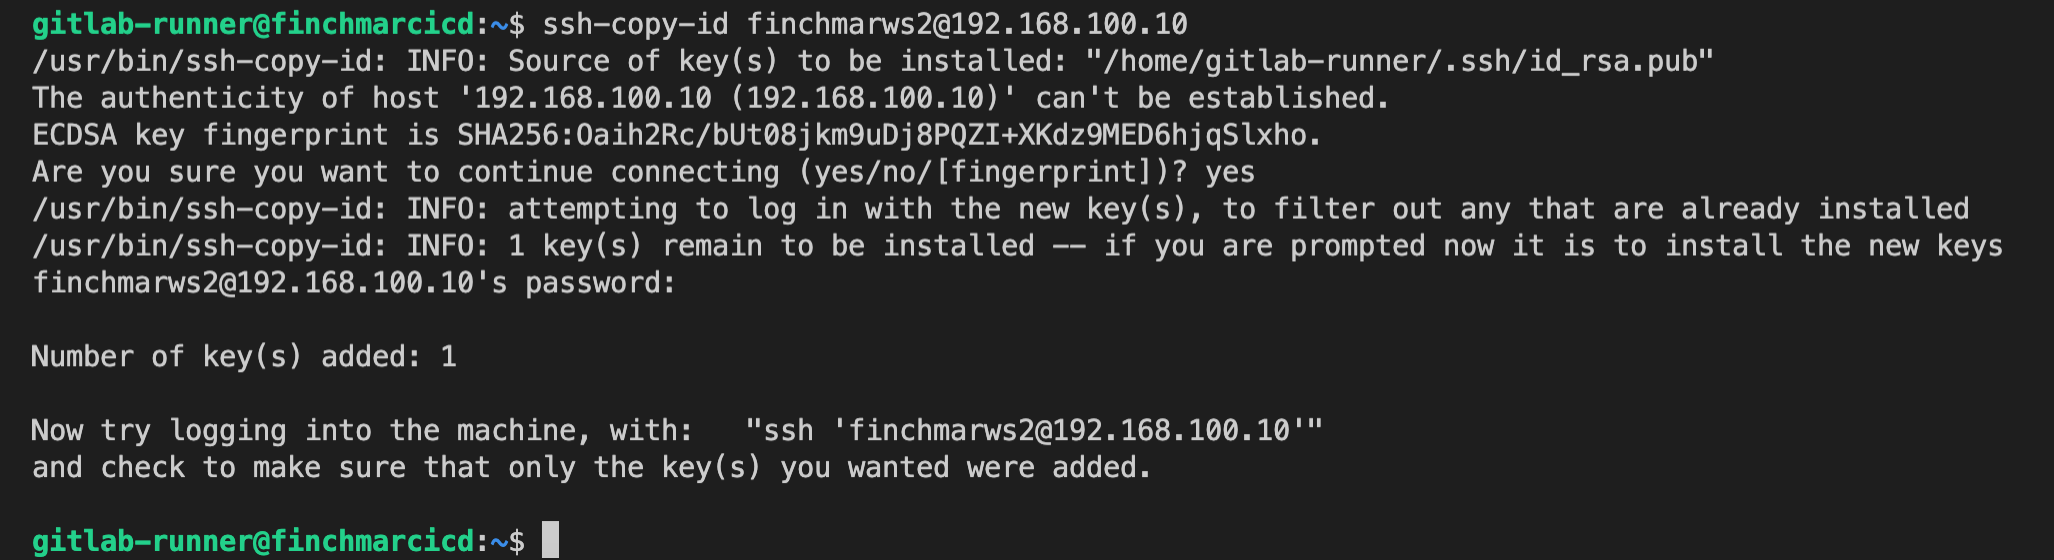 gitlab-runner@finchmarcicd:~$ ssh-copy-id finchmarws2@192.168.100.10
/usr/bin/ssh-copy-id: INFO: Source of key(s) to be installed: "/home/gitlab-runner/.ssh/id_rsa.pub"
The authenticity of host '192.168.100.10 (192.168.100.10)' can't be established.
ECDSA key fingerprint is SHA256:Oaih2Rc/bUt08jkm9uDj8PQZI+XKdz9MED6hjqSlxho.
Are you sure you want to continue connecting (yes/no/[fingerprint])? yes
/usr/bin/ssh-copy-id: INFO: attempting to log in with the new key(s), to filter out any that are already installed
/usr/bin/ssh-copy-id: INFO: 1 key(s) remain to be installed -- if you are prompted now it is to install the new keys
finchmarws2@192.168.100.10's password:
Number of key(s) added: 1
Now try logging into the machine, with:   "ssh 'finchmarws2@192.168.100.10'"
and check to make sure that only the key(s) you wanted were added.
gitlab-runner@finchmarcicd:~$